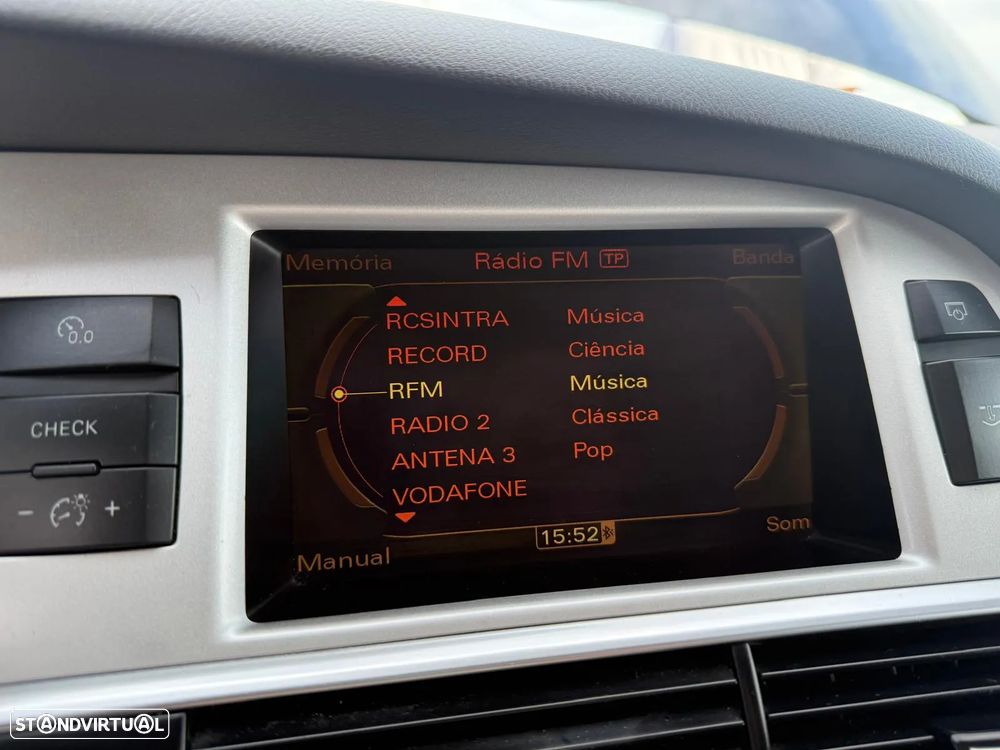 Memória Rádio FM TP Banda
RCSINTRA Música
RECORD Ciência
RFM Música
RADIO 2 Clássica
ANTENA 3 Pop
VODAFONE
Manual 15:52 Som
0.0
CHECK
- +
STANDVIRTUAL